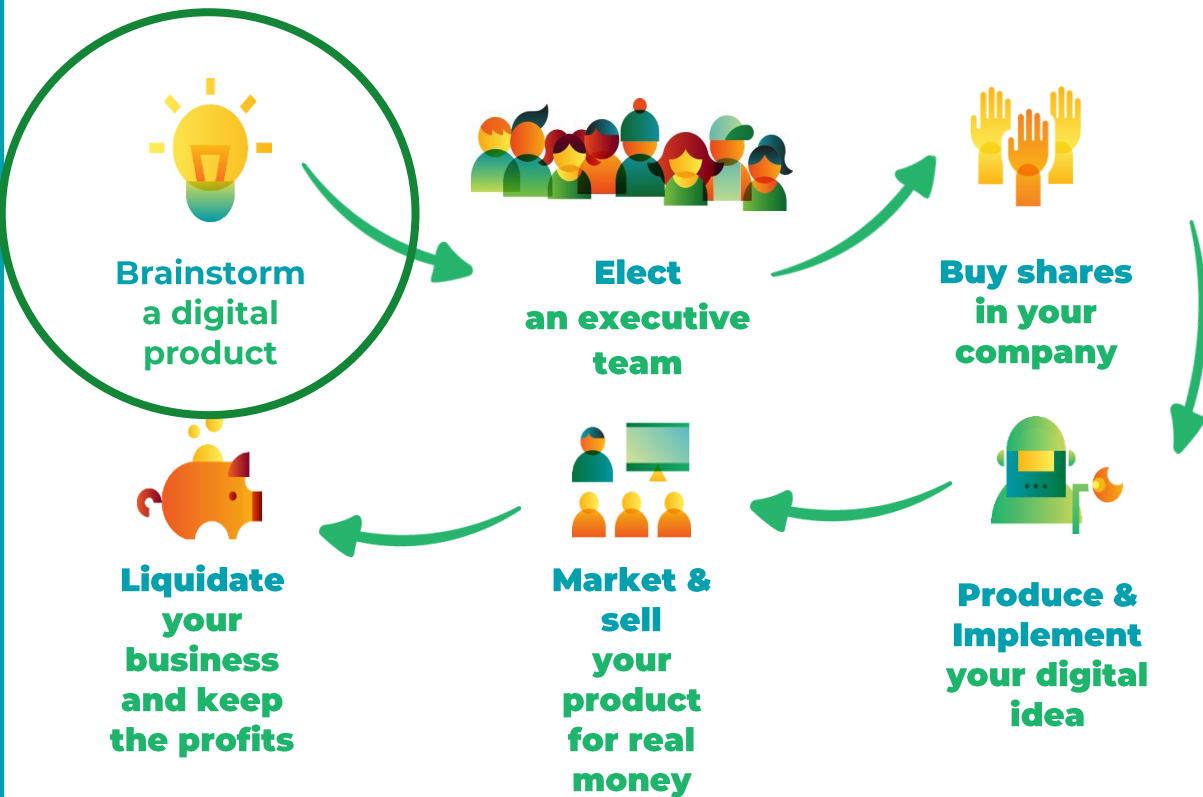 Brainstorm
a digital
product
Elect
an executive
team
Buy shares
in your
company
Produce &
Implement
your digital
idea
Market &
sell
your
product
for real
money
Liquidate
your
business
and keep
the profits